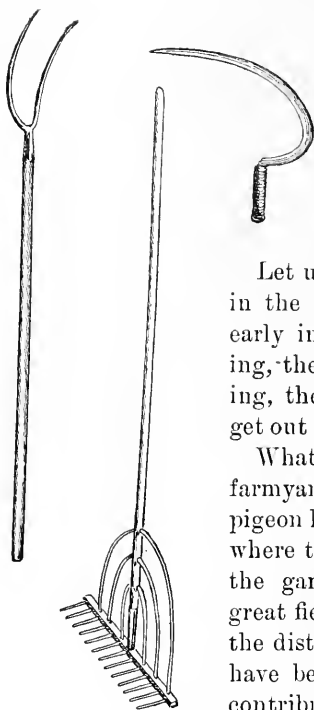 Let u
in the
early in
ing, the
ing, the
get out
What
farmyar
pigeon h
where t
the gar
great fie
the dist
have be
contribu